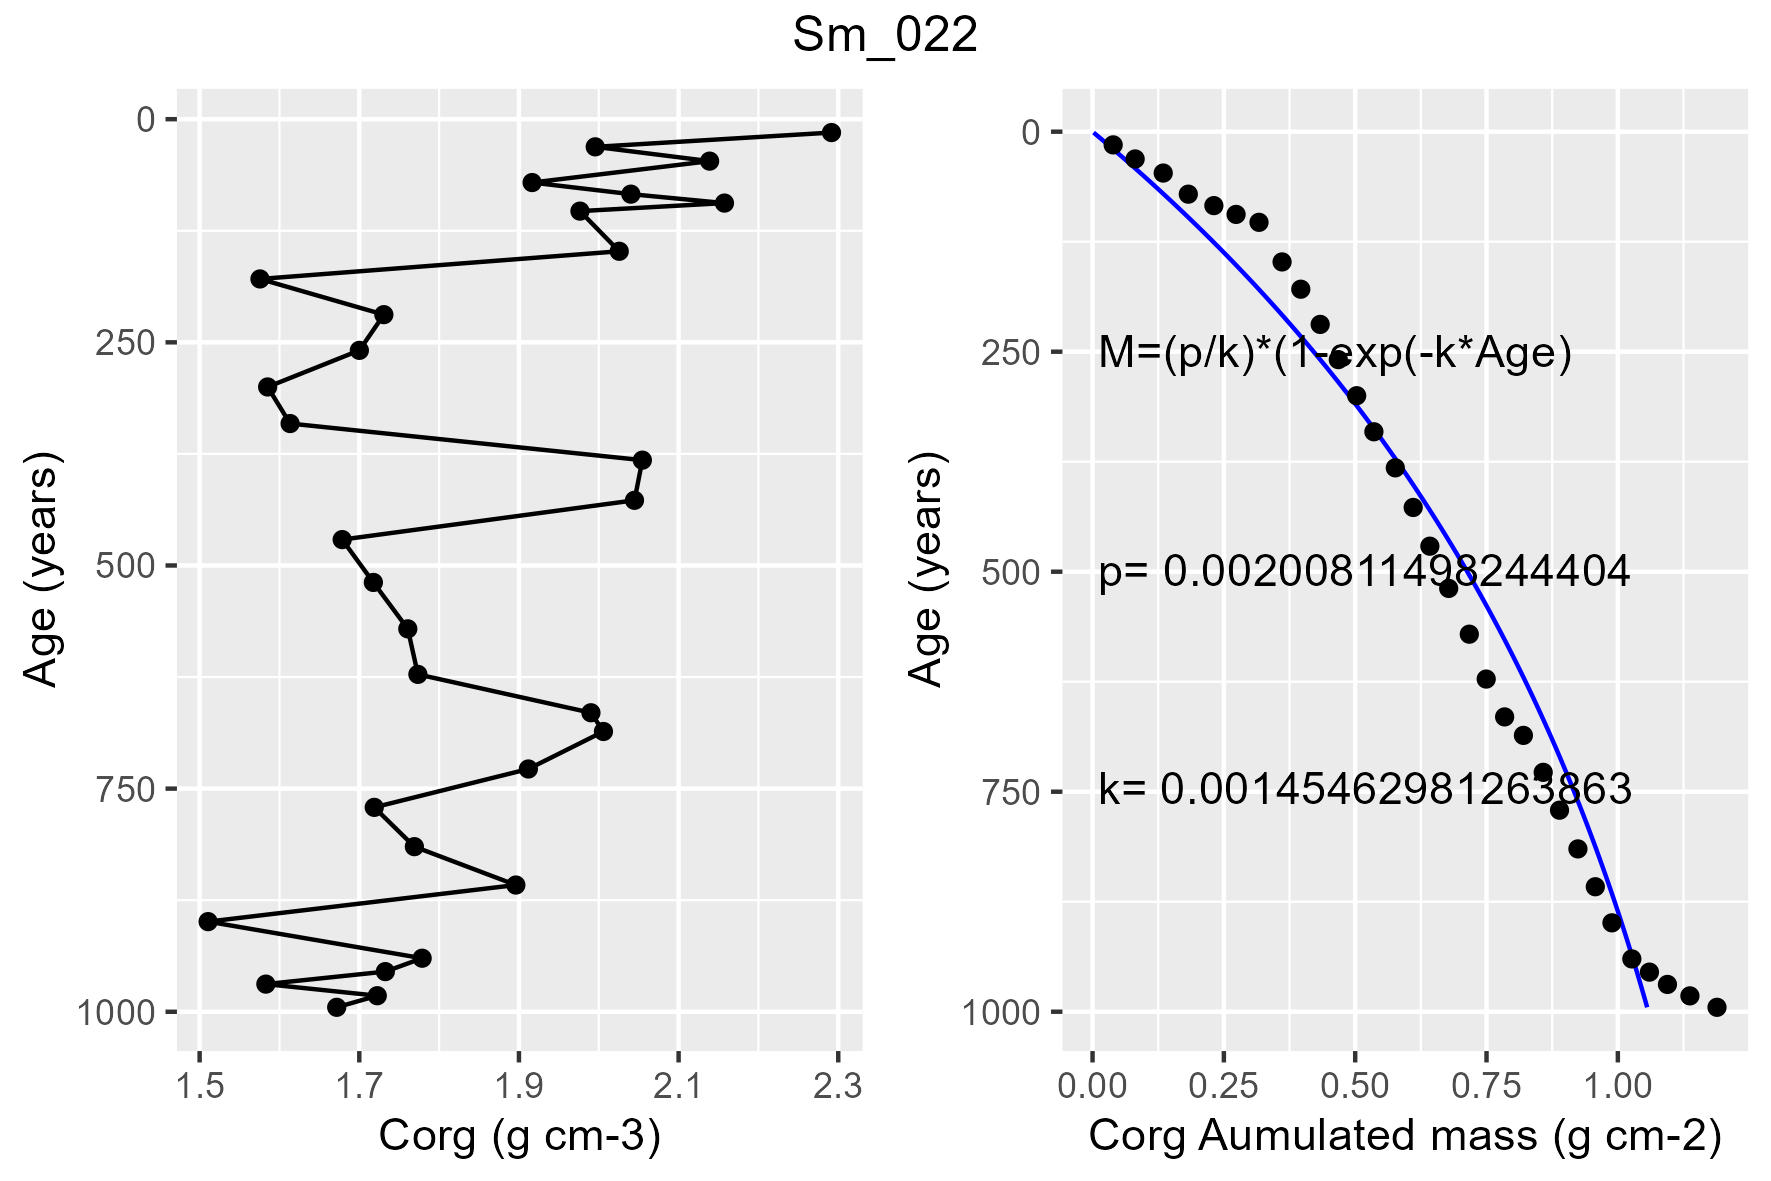 Sm_022
0
250
500
750
1000
1.5
1.7
1.9
2.1
2.3
Age (years)
Corg (g cm-3)
0
250
500
750
1000
0.00
0.25
0.50
0.75
1.00
Age (years)
Corg Aumulated mass (g cm-2)
M=(p/k)*(1-exp(-k*Age)
p= 0.00200811498244404
k= 0.00145462981263863